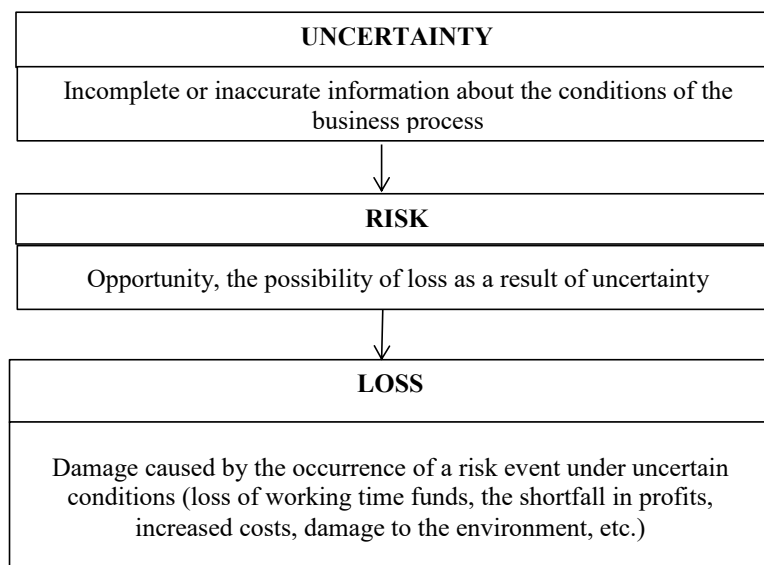 UNCERTAINTY
Incomplete or inaccurate information about the conditions of the
business process
RISK
Opportunity, the possibility of loss as a result of uncertainty
LOSS
Damage caused by the occurrence of a risk event under uncertain
conditions (loss of working time funds, the shortfall in profits,
increased costs, damage to the environment, etc.)